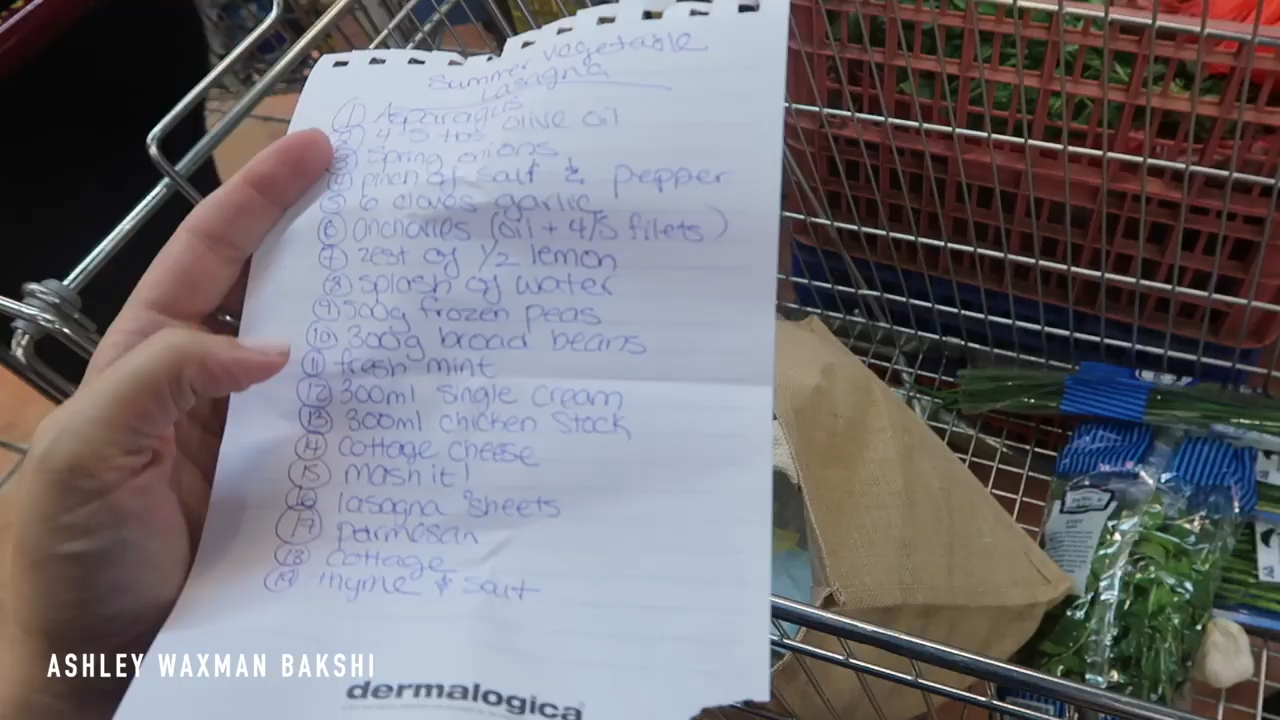 Summer vegetable
Lasagna
① Asparagus
② 4-5 tbs olive oil
③ spring onions
④ pinch of salt & pepper
⑤ 6 cloves garlic
⑥ Anchovies (oil + 4/5 filets)
⑦ zest of 1/2 lemon
⑧ splash of water
⑨ 500g frozen peas
⑩ 300g broad beans
⑪ fresh mint
⑫ 300ml single cream
⑬ 300ml chicken stock
⑭ cottage cheese
⑮ mash it!
⑯ lasagna sheets
⑰ parmesan
⑱ cottage
⑲ thyme & salt
dermalogica
ASHLEY WAXMAN BAKSHI